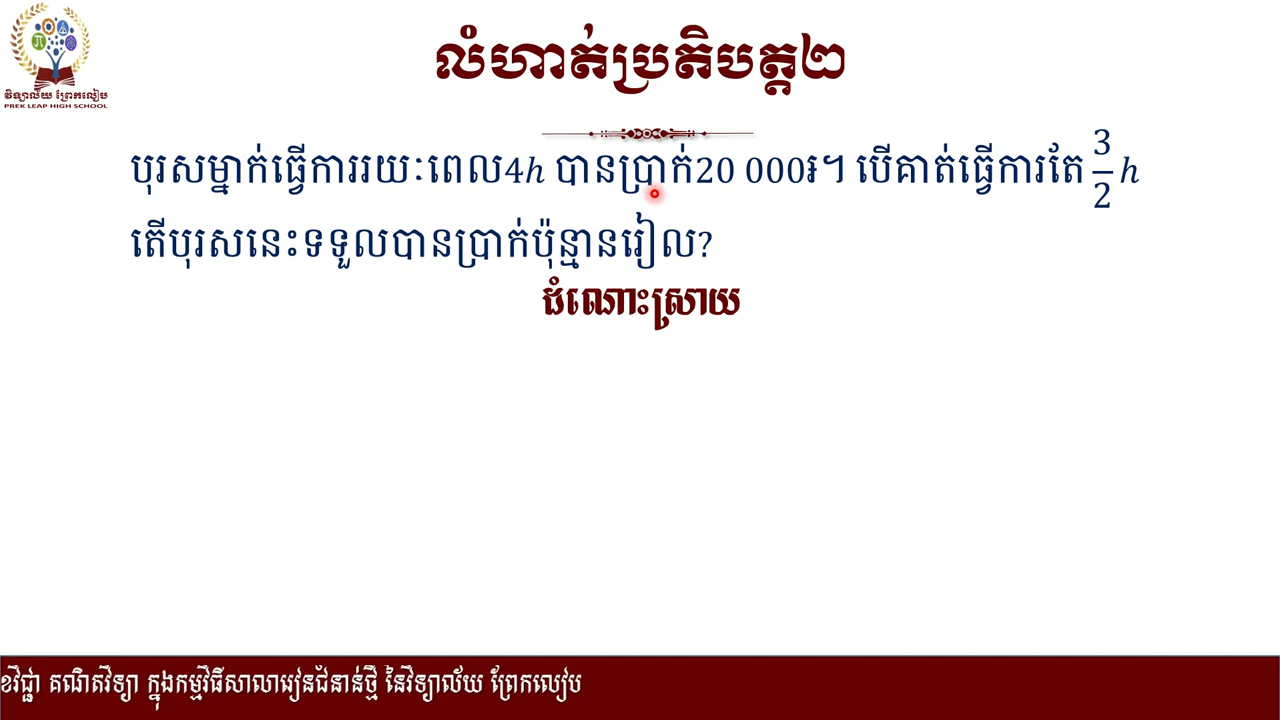 លំហាត់ប្រតិបត្ត២
វិទ្យាល័យ ព្រែកលៀប
PREK LEAP HIGH SCHOOL
បុរសម្នាក់ធ្វើការរយៈពេល4h បានប្រាក់20 000៛។ បើគាត់ធ្វើការតែ 3/2 h
តើបុរសនេះទទួលបានប្រាក់ប៉ុន្មានរៀល?
ដំណោះស្រាយ
ខវិជ្ជា គណិតវិទ្យា ក្នុងកម្មវិធីសាលារៀនជំនាន់ថ្មី នៃវិទ្យាល័យ ព្រែកលៀប